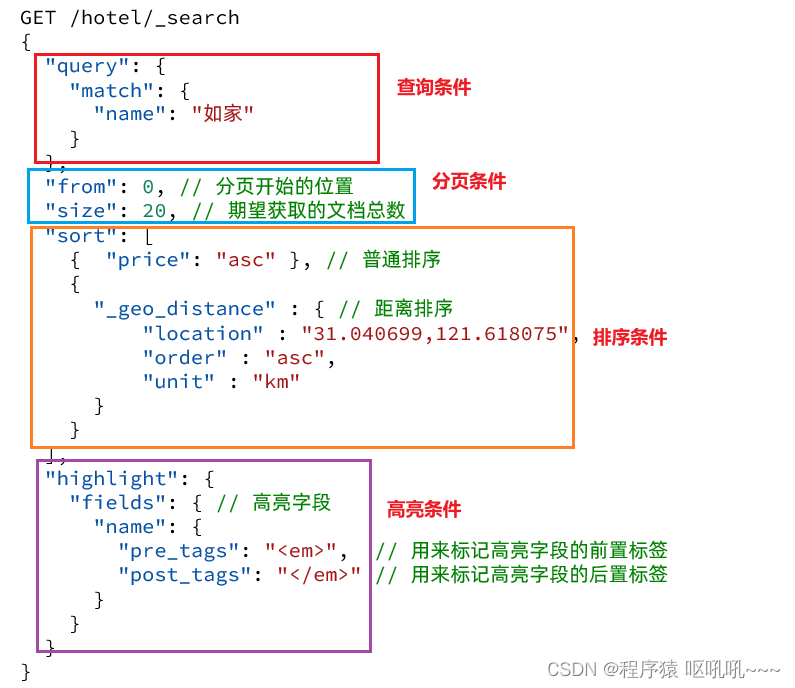 GET /hotel/_search
{
"query": { 查询条件
"match": {
"name": "如家"
}
},
"from": 0, // 分页开始的位置 分页条件
"size": 20, // 期望获取的文档总数
"sort": [
{ "price": "asc" }, // 普通排序
{
"_geo_distance" : { // 距离排序
"location" : "31.040699,121.618075", 排序条件
"order" : "asc",
"unit" : "km"
}
}
],
"highlight": {
"fields": { // 高亮字段 高亮条件
"name": {
"pre_tags": "<em>", // 用来标记高亮字段的前置标签
"post_tags": "</em>" // 用来标记高亮字段的后置标签
}
}
}
}
CSDN @程序猿 呕吼吼~~~